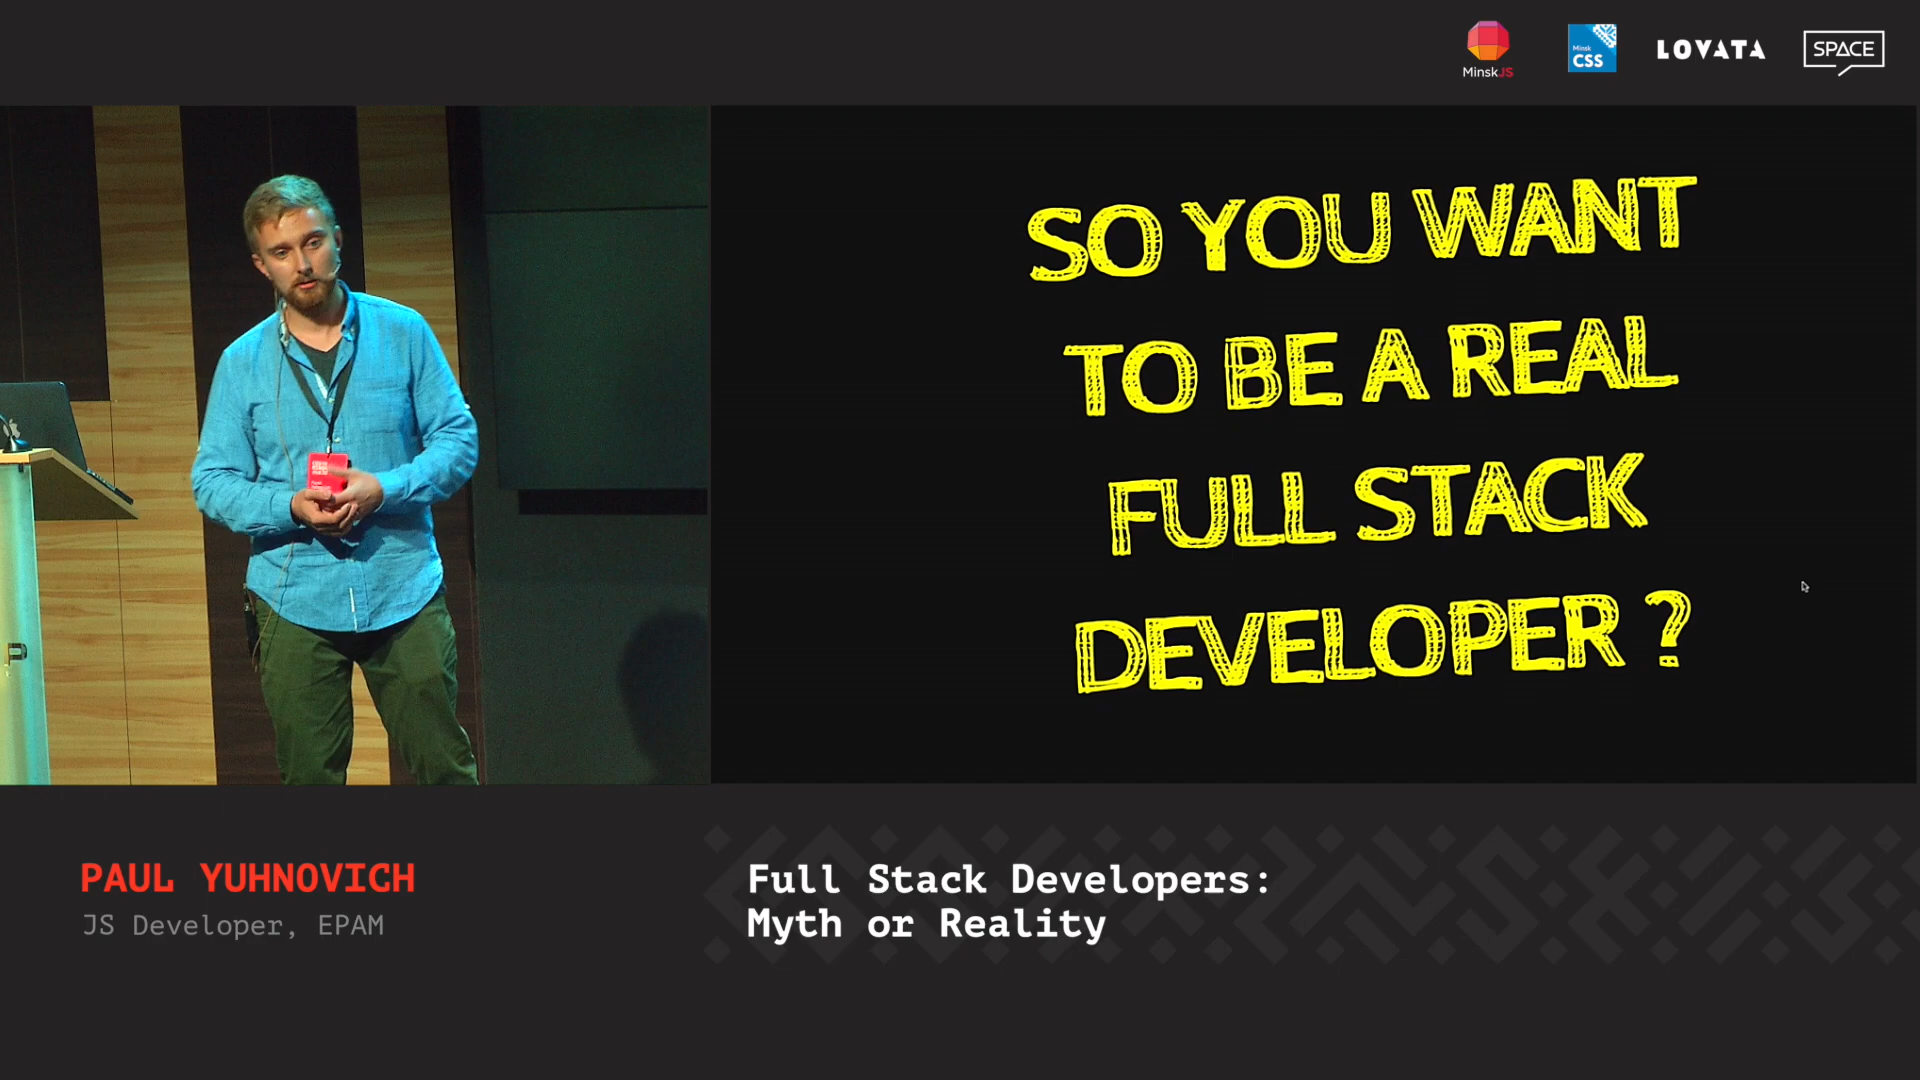 MinskJS
Minsk
CSS
LOVATA
SPACE
SO YOU WANT
TO BE A REAL
FULL STACK
DEVELOPER ?
PAUL YUHNOVICH
JS Developer, EPAM
Full Stack Developers:
Myth or Reality